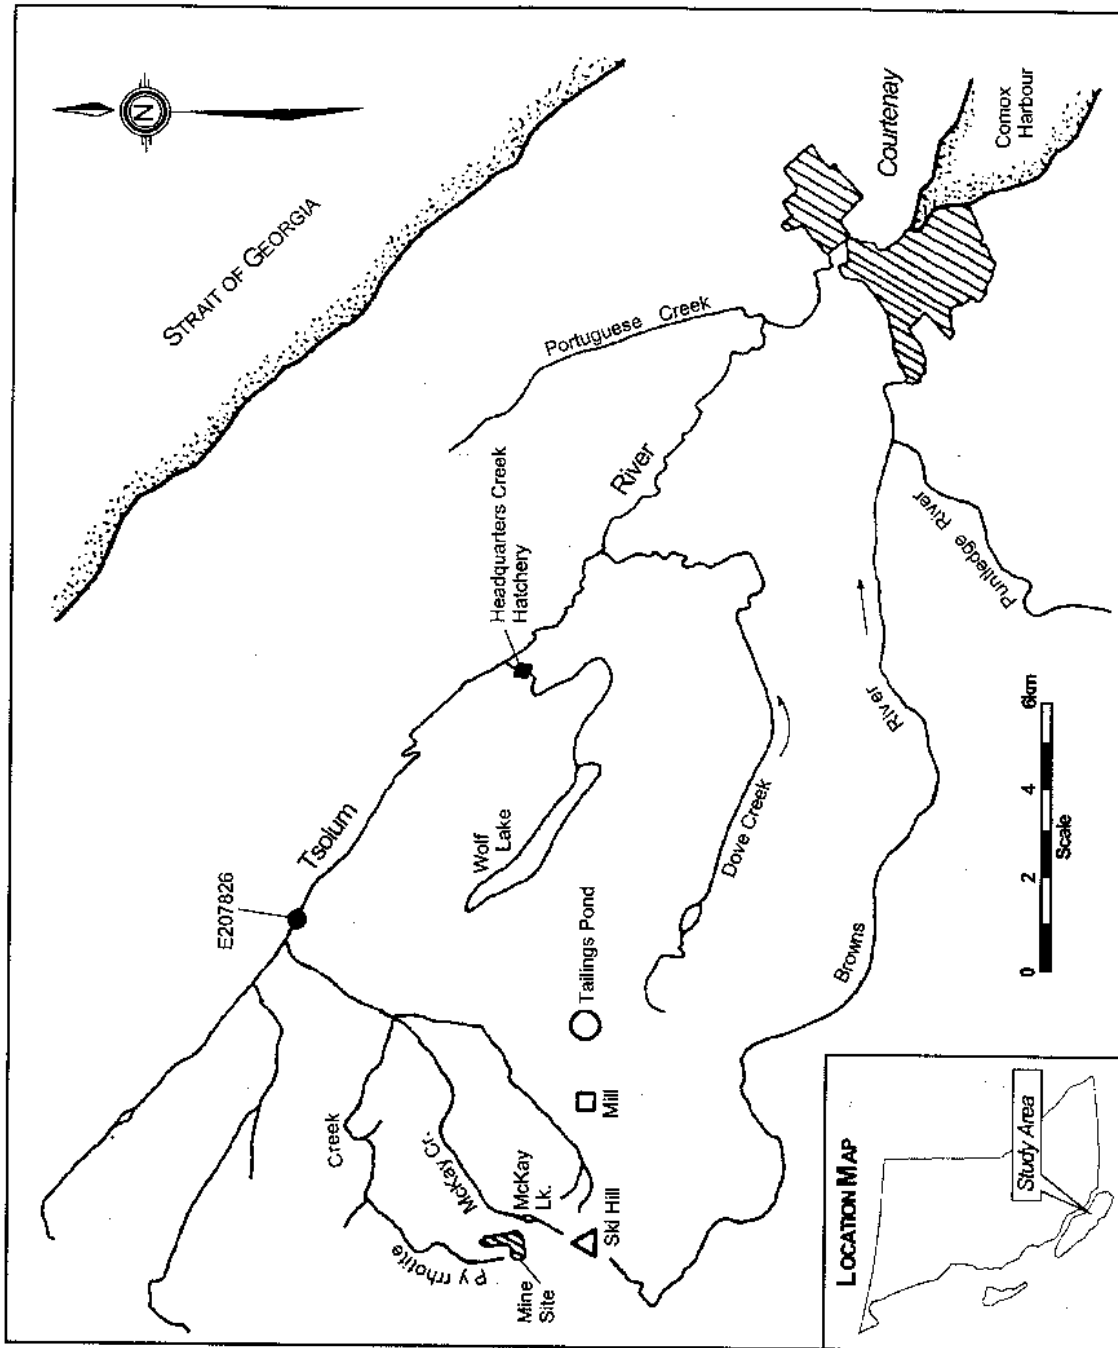 N
STRAIT OF GEORGIA
Courtenay
Comox
Harbour
Portuguese Creek
River
Headquarters Creek
Hatchery
Puntledge River
Tsolum
E207826
Wolf
Lake
Dove Creek
River
Browns
Tailings Pond
Mill
Ski Hill
McKay
Lk.
McKay Cr.
Creek
Pyrrhotite
Mine
Site
0 2 4 6km
Scale
LOCATION MAP
Study Area